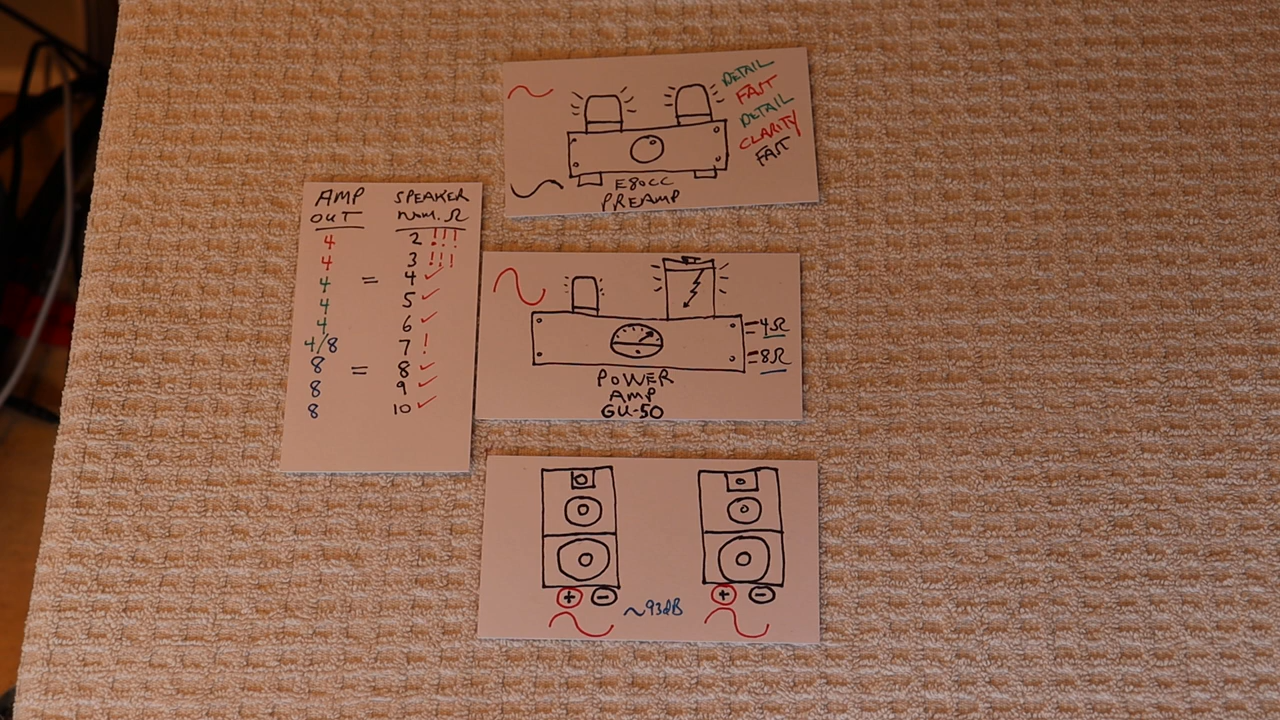 DETAIL
FAST
DETAIL
CLARITY
FAST
E80CC
PREAMP
AMP OUT SPEAKER NOM. Ω
4 2 !!!
4 3 !!!
4 = 4 ✓
4 5 ✓
4 6 ✓
4/8 7 !
8 = 8 ✓
8 9 ✓
8 10 ✓
4Ω
8Ω
POWER
AMP
GU-50
+ − ~93dB + −